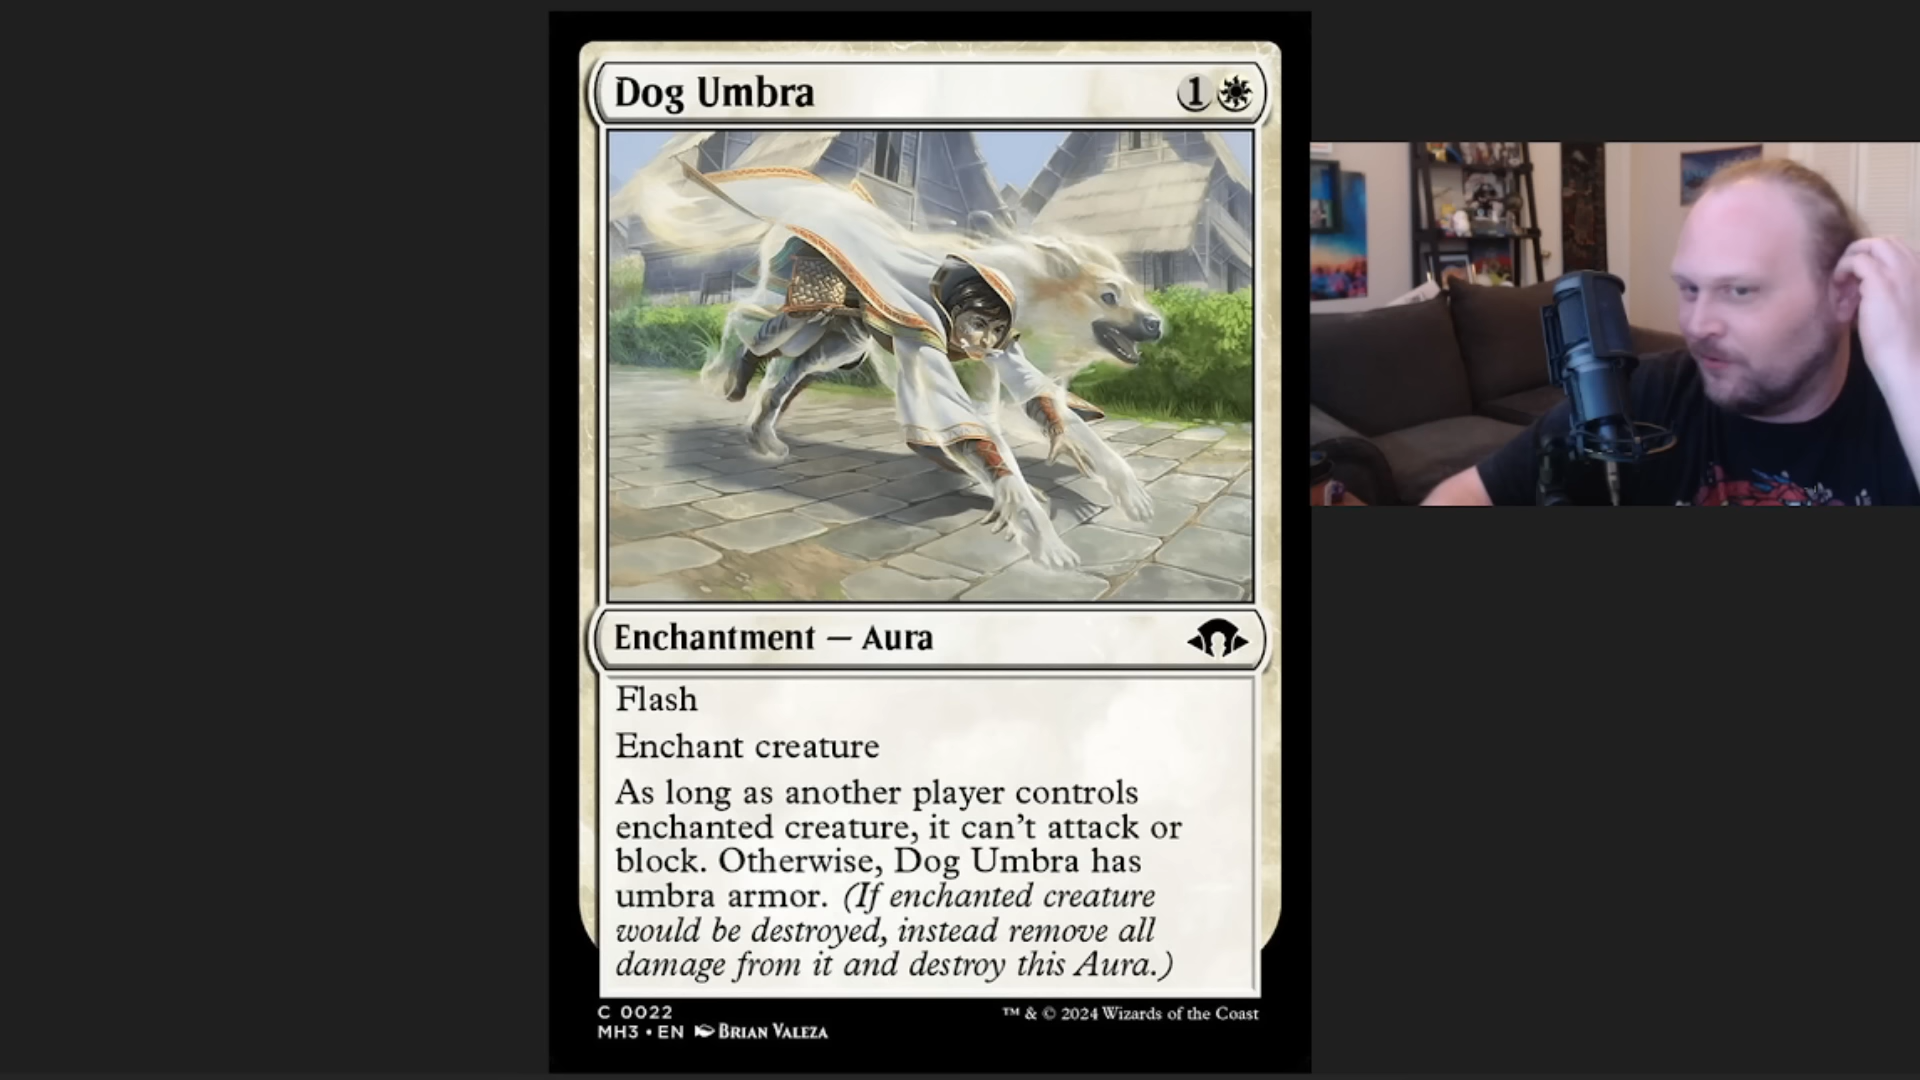 Dog Umbra
1
Enchantment — Aura
Flash
Enchant creature
As long as another player controls
enchanted creature, it can't attack or
block. Otherwise, Dog Umbra has
umbra armor. (If enchanted creature
would be destroyed, instead remove all
damage from it and destroy this Aura.)
C 0022
™ & © 2024 Wizards of the Coast
MH3 • EN BRIAN VALEZA